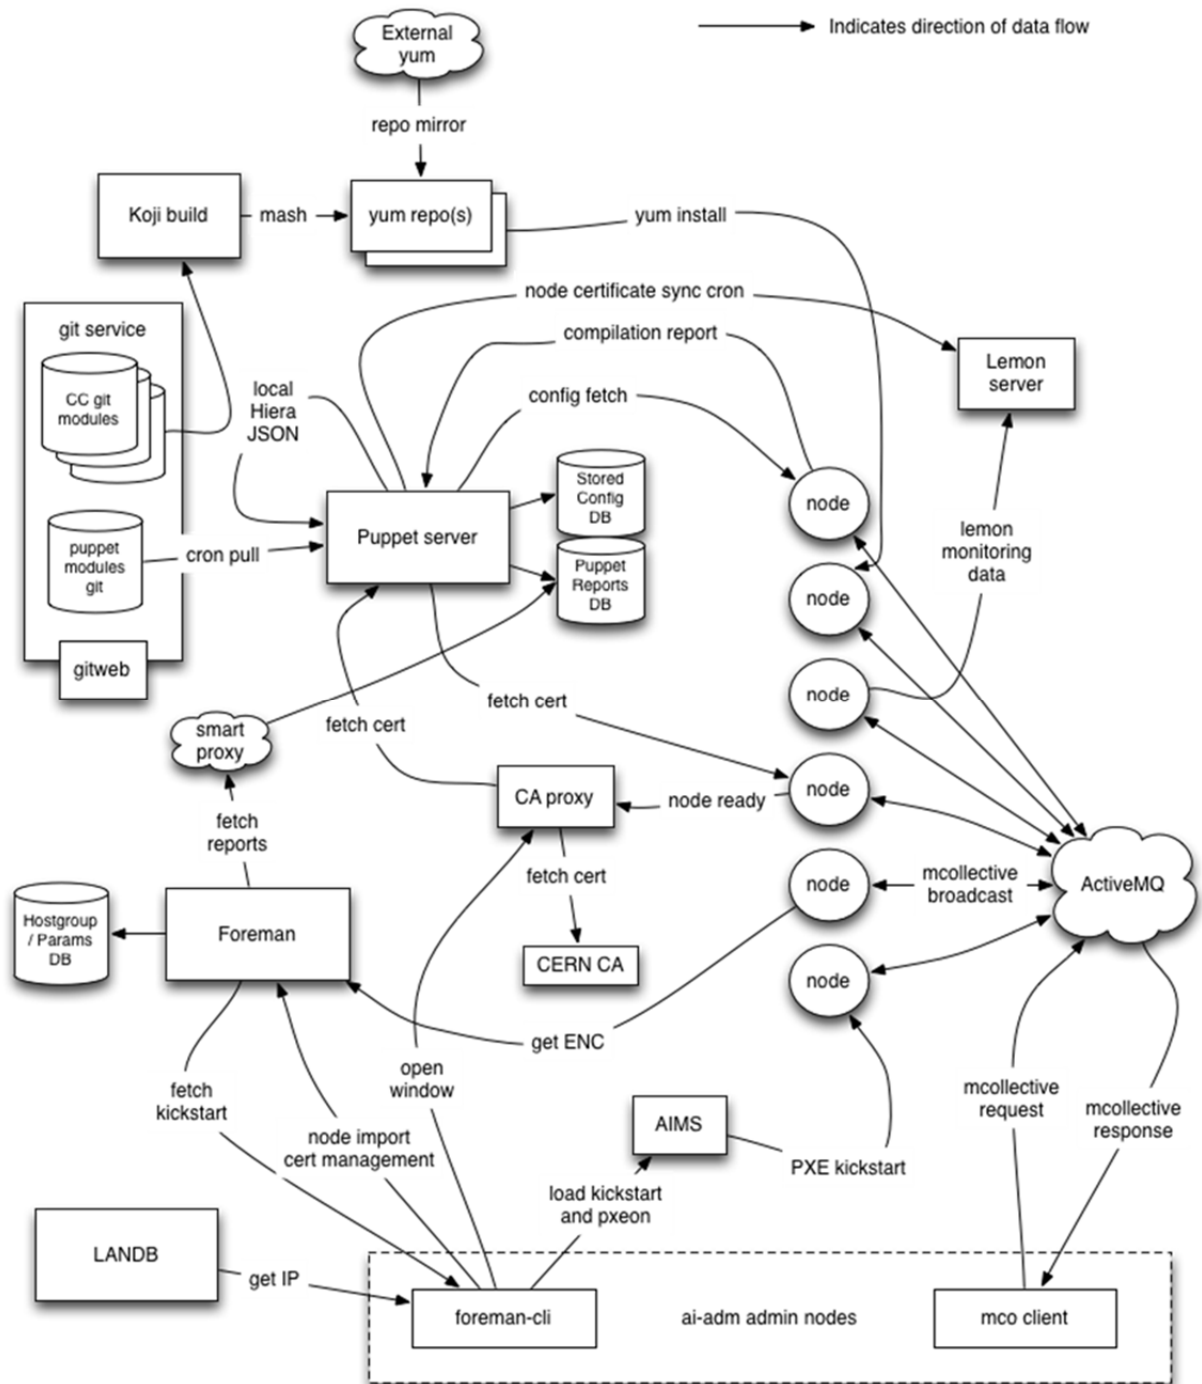 External
yum
Indicates direction of data flow
repo mirror
Koji build
mash
yum repo(s)
yum install
node certificate sync cron
git service
compilation report
Lemon
server
CC git
modules
local
Hiera
JSON
config fetch
Stored
Config
DB
node
puppet
modules
git
cron pull
Puppet server
lemon
monitoring
data
Puppet
Reports
DB
node
gitweb
node
fetch cert
smart
proxy
fetch cert
CA proxy
node ready
node
fetch
reports
fetch cert
node
mcollective
broadcast
ActiveMQ
Hostgroup
/ Params
DB
Foreman
CERN CA
node
get ENC
fetch
kickstart
open
window
mcollective
request
mcollective
response
node import
cert management
AIMS
PXE kickstart
load kickstart
and pxeon
LANDB
get IP
foreman-cli
ai-adm admin nodes
mco client